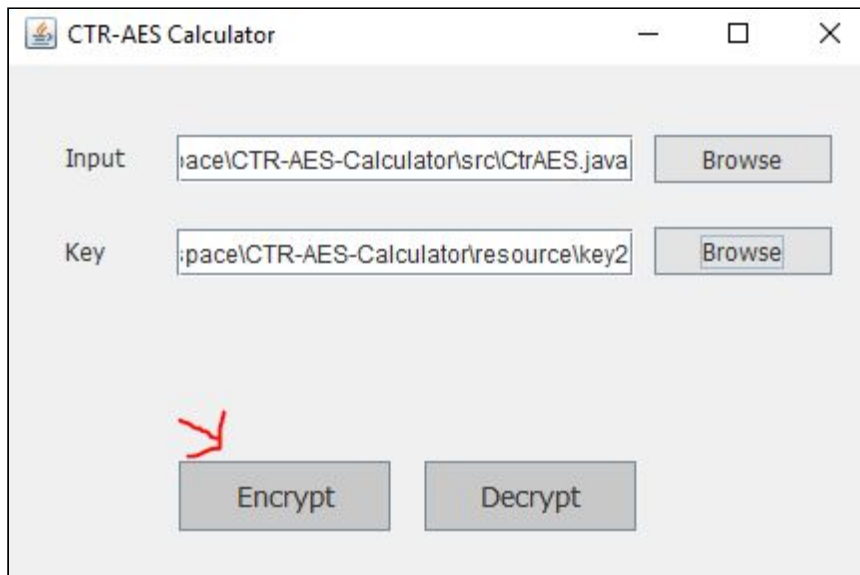 CTR-AES Calculator
Input ace\CTR-AES-Calculator\src\CtrAES.java Browse
Key space\CTR-AES-Calculator\resource\key2 Browse
Encrypt Decrypt